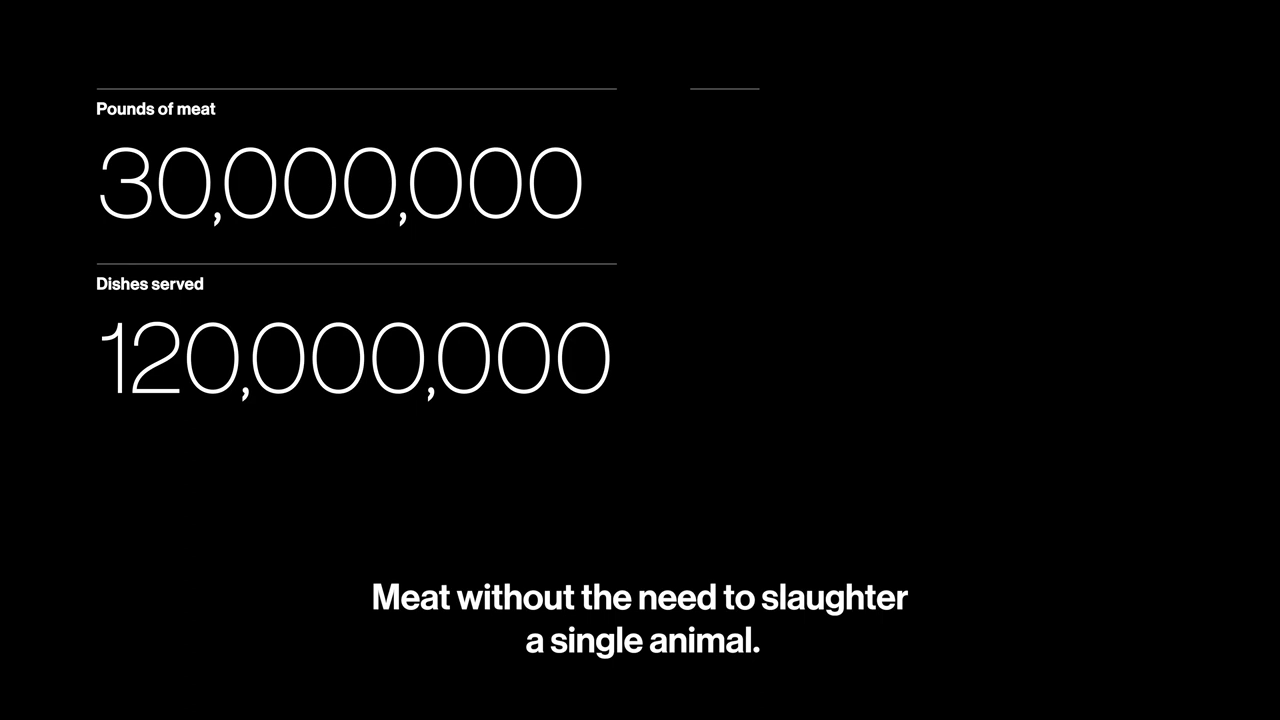 Pounds of meat
30,000,000
Dishes served
120,000,000
Meat without the need to slaughter
a single animal.